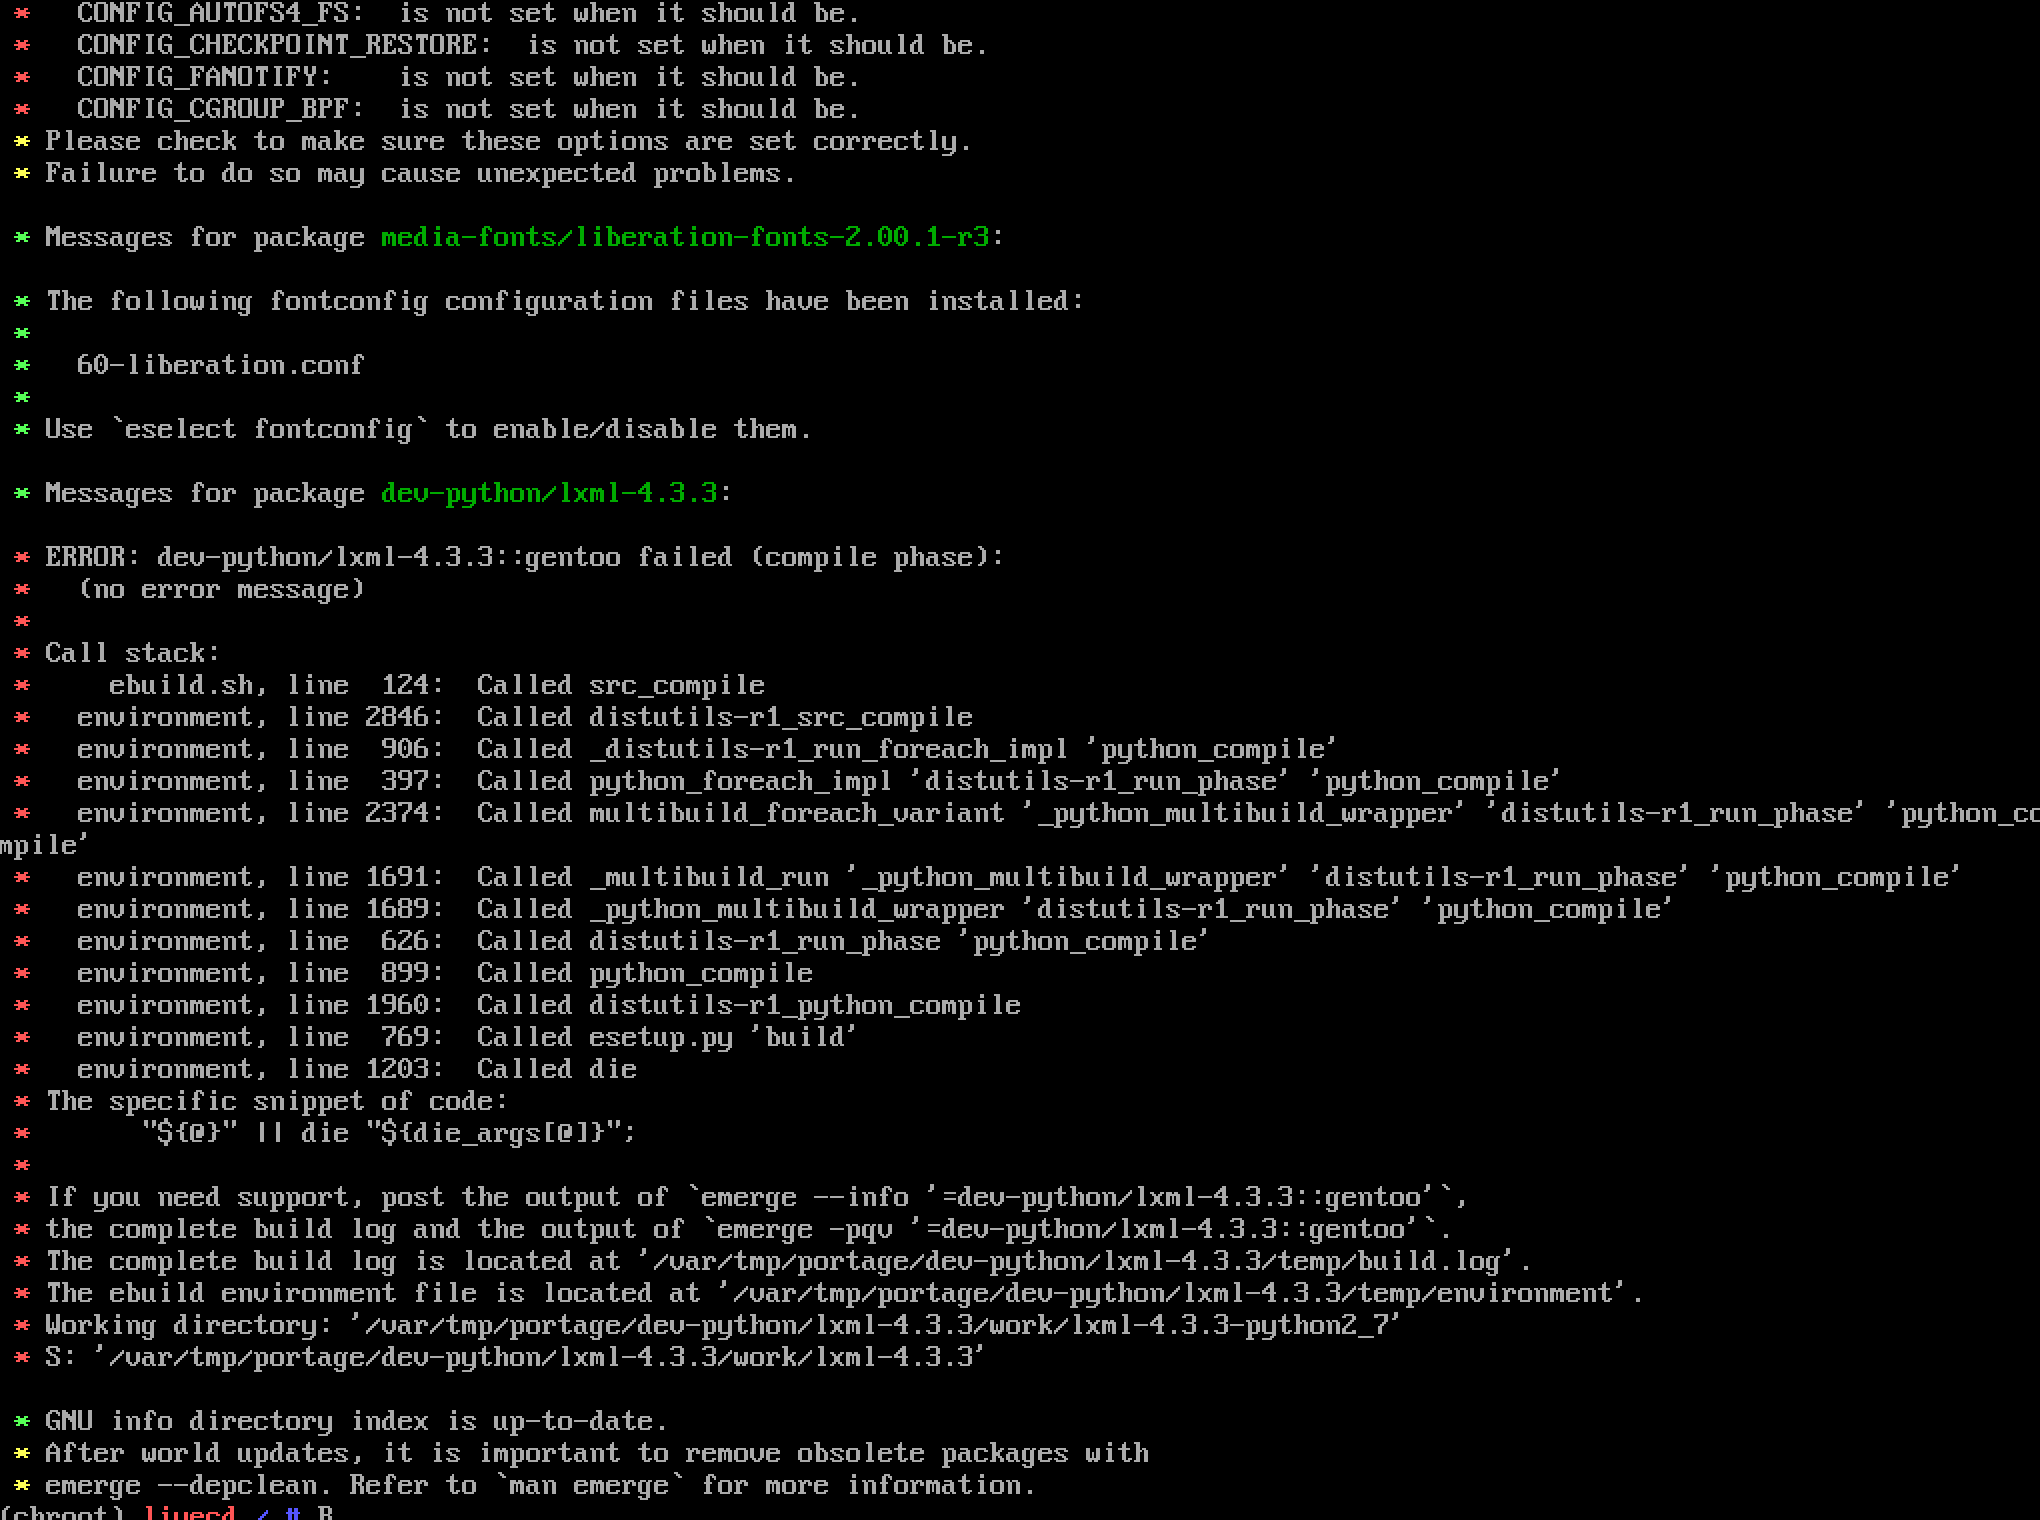 *   CONFIG_AUTOFS4_FS:  is not set when it should be.
*   CONFIG_CHECKPOINT_RESTORE:  is not set when it should be.
*   CONFIG_FANOTIFY:    is not set when it should be.
*   CONFIG_CGROUP_BPF:  is not set when it should be.
* Please check to make sure these options are set correctly.
* Failure to do so may cause unexpected problems.
* Messages for package media-fonts/liberation-fonts-2.00.1-r3:
* The following fontconfig configuration files have been installed:
*
*   60-liberation.conf
*
* Use `eselect fontconfig` to enable/disable them.
* Messages for package dev-python/lxml-4.3.3:
* ERROR: dev-python/lxml-4.3.3::gentoo failed (compile phase):
*   (no error message)
*
* Call stack:
*     ebuild.sh, line  124:  Called src_compile
*   environment, line 2846:  Called distutils-r1_src_compile
*   environment, line  906:  Called _distutils-r1_run_foreach_impl 'python_compile'
*   environment, line  397:  Called python_foreach_impl 'distutils-r1_run_phase' 'python_compile'
*   environment, line 2374:  Called multibuild_foreach_variant '_python_multibuild_wrapper' 'distutils-r1_run_phase' 'python_co
mpile'
*   environment, line 1691:  Called _multibuild_run '_python_multibuild_wrapper' 'distutils-r1_run_phase' 'python_compile'
*   environment, line 1689:  Called _python_multibuild_wrapper 'distutils-r1_run_phase' 'python_compile'
*   environment, line  626:  Called distutils-r1_run_phase 'python_compile'
*   environment, line  899:  Called python_compile
*   environment, line 1960:  Called distutils-r1_python_compile
*   environment, line  769:  Called esetup.py 'build'
*   environment, line 1203:  Called die
* The specific snippet of code:
*       "${@}" || die "${die_args[@]}";
*
* If you need support, post the output of `emerge --info '=dev-python/lxml-4.3.3::gentoo'`,
* the complete build log and the output of `emerge -pqv '=dev-python/lxml-4.3.3::gentoo'`.
* The complete build log is located at '/var/tmp/portage/dev-python/lxml-4.3.3/temp/build.log'.
* The ebuild environment file is located at '/var/tmp/portage/dev-python/lxml-4.3.3/temp/environment'.
* Working directory: '/var/tmp/portage/dev-python/lxml-4.3.3/work/lxml-4.3.3-python2_7'
* S: '/var/tmp/portage/dev-python/lxml-4.3.3/work/lxml-4.3.3'
* GNU info directory index is up-to-date.
* After world updates, it is important to remove obsolete packages with
* emerge --depclean. Refer to `man emerge` for more information.
(chroot) livecd / #